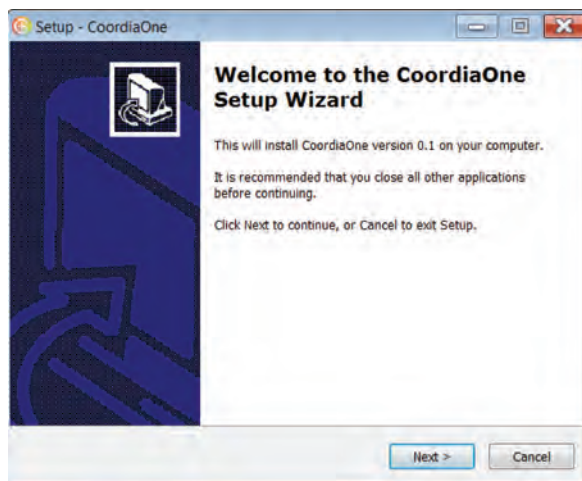 Setup - CoordiaOne
Welcome to the CoordiaOne
Setup Wizard
This will install CoordiaOne version 0.1 on your computer.
It is recommended that you close all other applications
before continuing.
Click Next to continue, or Cancel to exit Setup.
Next >
Cancel